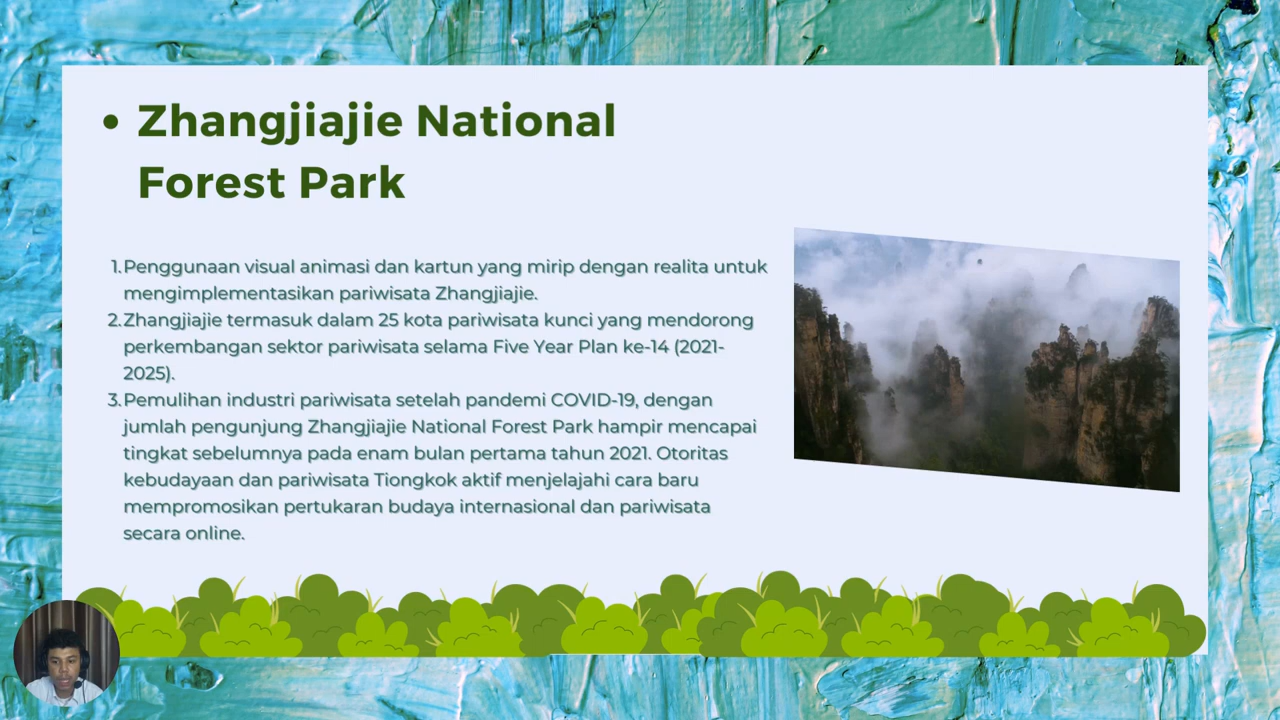 • Zhangjiajie National
Forest Park
1. Penggunaan visual animasi dan kartun yang mirip dengan realita untuk
mengimplementasikan pariwisata Zhangjiajie.
2. Zhangjiajie termasuk dalam 25 kota pariwisata kunci yang mendorong
perkembangan sektor pariwisata selama Five Year Plan ke-14 (2021-
2025).
3. Pemulihan industri pariwisata setelah pandemi COVID-19, dengan
jumlah pengunjung Zhangjiajie National Forest Park hampir mencapai
tingkat sebelumnya pada enam bulan pertama tahun 2021. Otoritas
kebudayaan dan pariwisata Tiongkok aktif menjelajahi cara baru
mempromosikan pertukaran budaya internasional dan pariwisata
secara online.